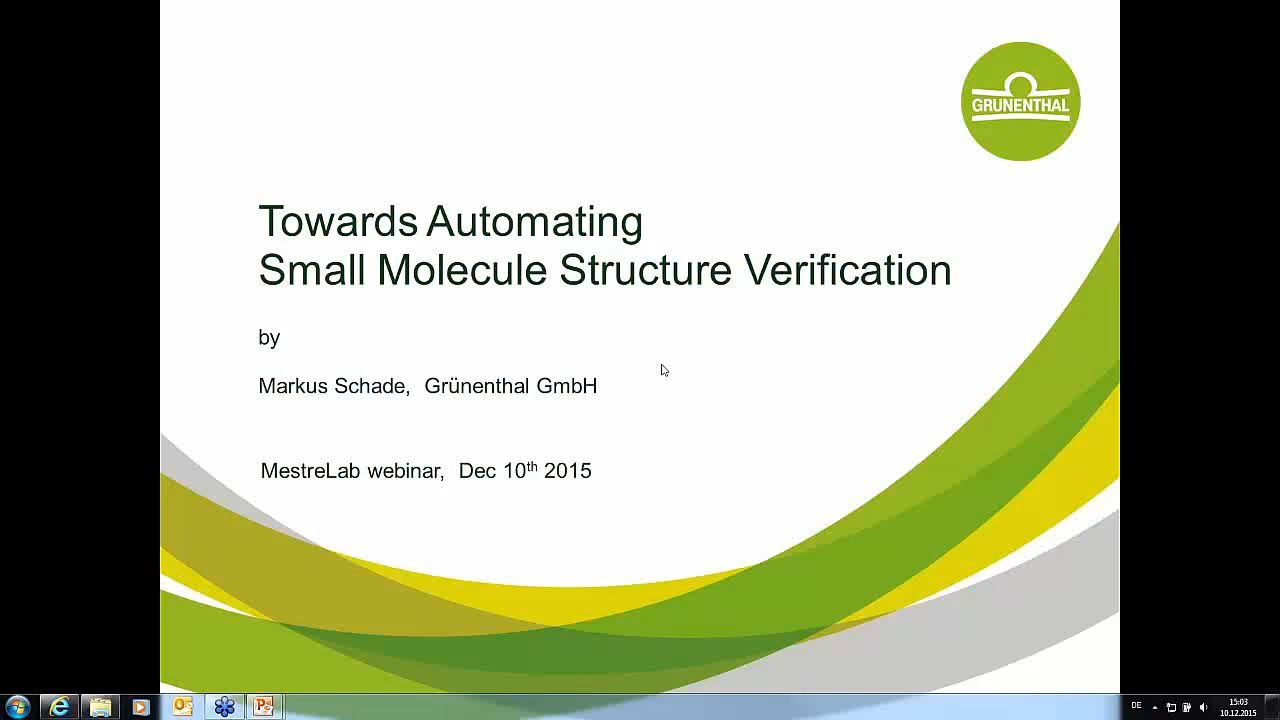 GRUNENTHAL
Towards Automating
Small Molecule Structure Verification
by
Markus Schade, Grünenthal GmbH
MestreLab webinar, Dec 10th 2015
DE
15:03
10.12.2015